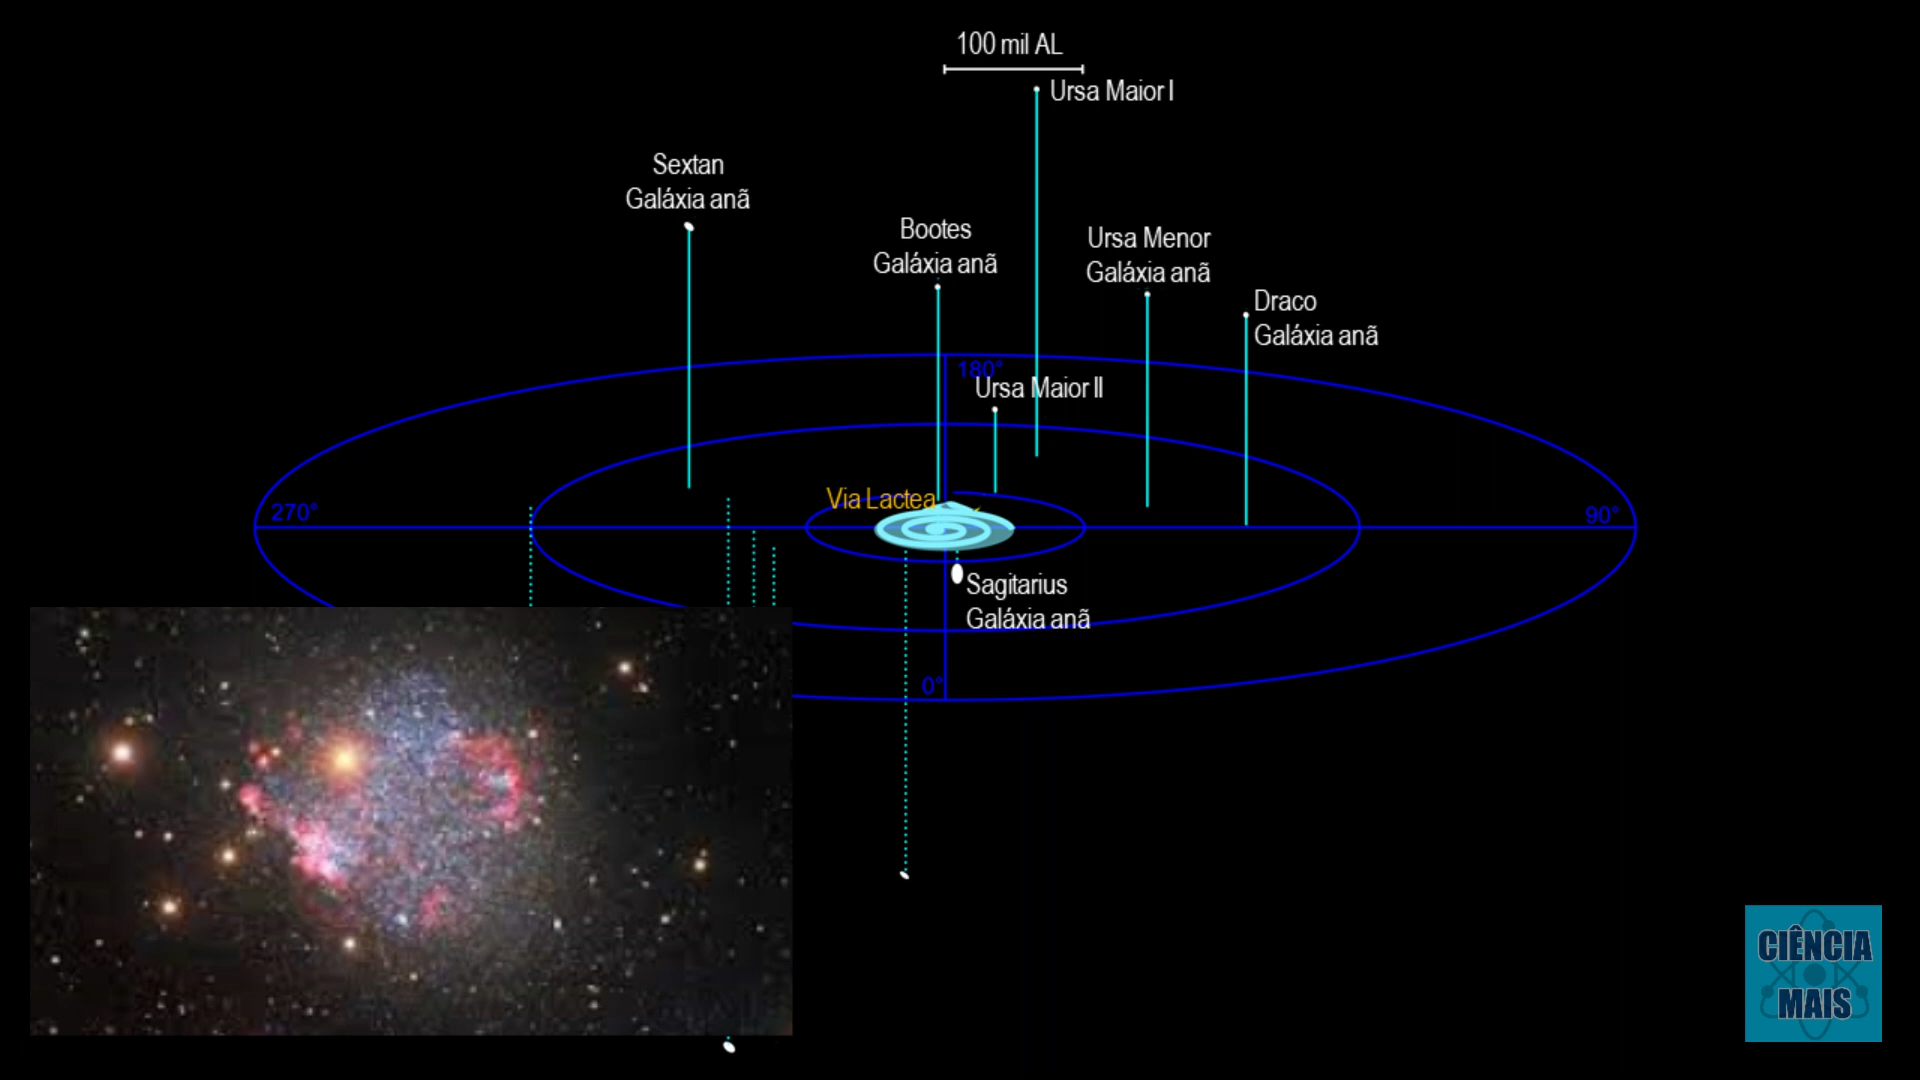 100 mil AL
Ursa Maior I
Sextan
Galáxia anã
Bootes
Galáxia anã
Ursa Menor
Galáxia anã
Draco
Galáxia anã
180°
Ursa Maior II
Via Lactea
270°
90°
Sagitarius
Galáxia anã
0°
CIÊNCIA
MAIS